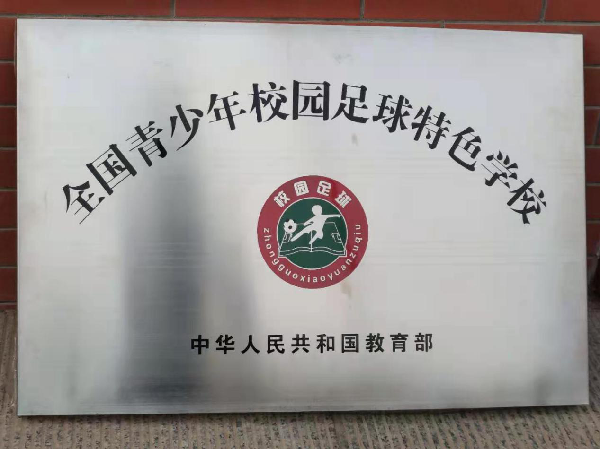 全国青少年校园足球特色学校
校园足球
zhongguoxiaoyuanzuqiu
中华人民共和国教育部